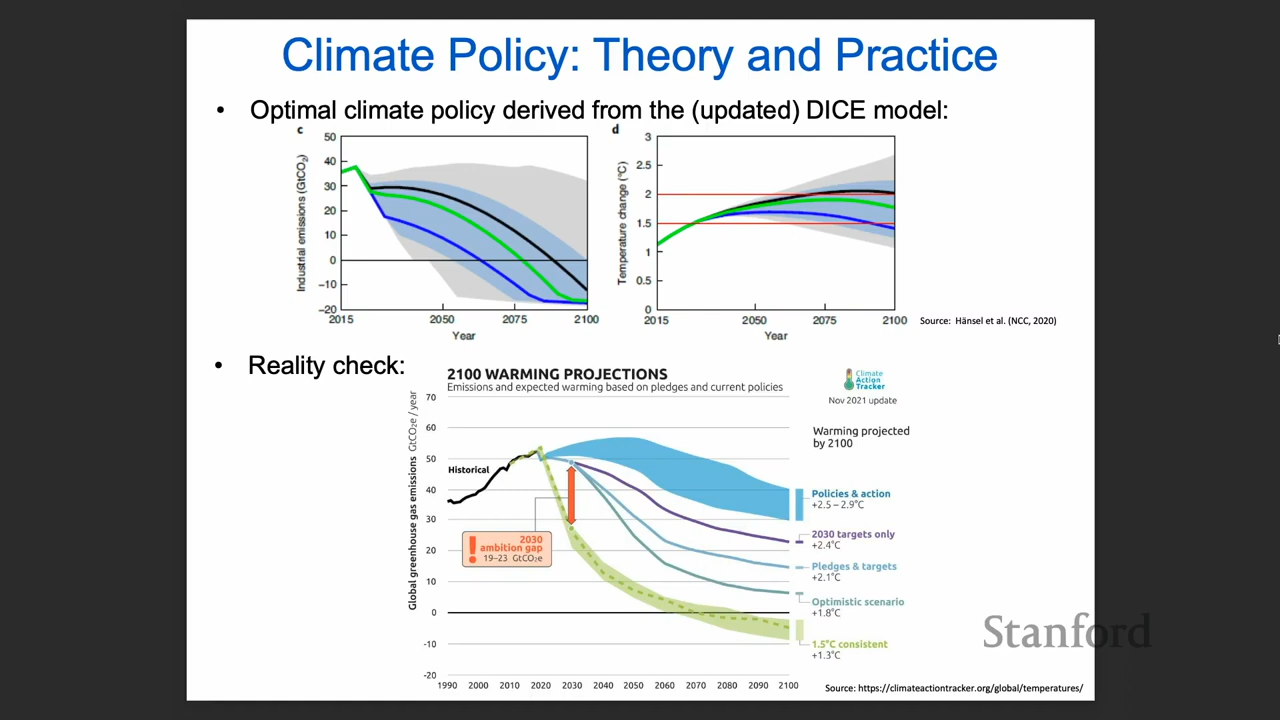 Climate Policy: Theory and Practice
• Optimal climate policy derived from the (updated) DICE model:
c
Industrial emissions (GtCO₂)
50
40
30
20
10
0
−10
−20
2015
2050
2075
2100
Year
d
Temperature change (°C)
3
2.5
2
1.5
1
0.5
0
2015
2050
2075
2100
Year
Source: Hänsel et al. (NCC, 2020)
• Reality check:
2100 WARMING PROJECTIONS
Emissions and expected warming based on pledges and current policies
Climate
Action
Tracker
Nov 2021 update
Global greenhouse gas emissions GtCO₂e / year
70
60
50
40
30
20
10
0
-10
-20
1990 2000 2010 2020 2030 2040 2050 2060 2070 2080 2090 2100
Historical
2030
ambition gap
19–23 GtCO₂e
Warming projected
by 2100
Policies & action
+2.5 – 2.9°C
2030 targets only
+2.4°C
Pledges & targets
+2.1°C
Optimistic scenario
+1.8°C
1.5°C consistent
+1.3°C
Stanford
Source: https://climateactiontracker.org/global/temperatures/